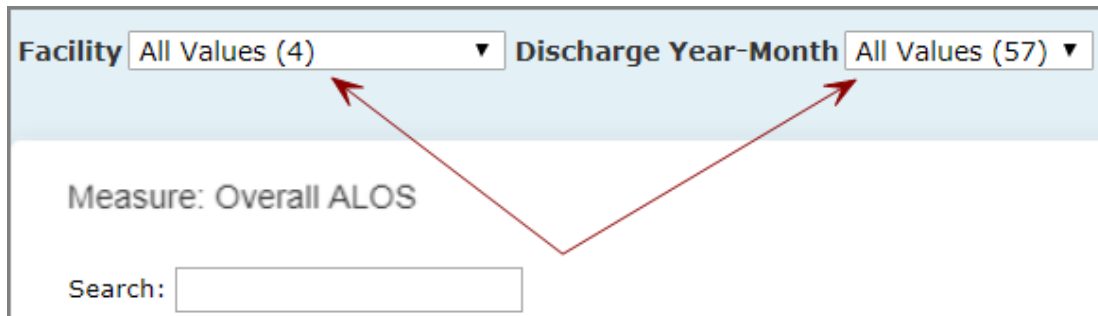 Facility All Values (4) Discharge Year-Month All Values (57)
Measure: Overall ALOS
Search: